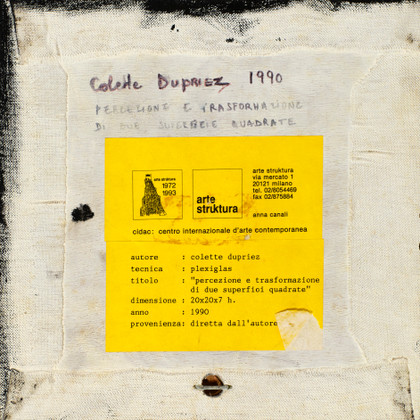 Colette Dupriez 1990
PERCEZIONE E TRASFORMAZIONE
DI DUE SUPERFICIE QUADRATE
arte struktura
1972
1993
arte
struktura
arte struktura
via mercato 1
20121 milano
tel. 02/8054469
fax 02/875884
anna canali
cidac: centro internazionale d'arte contemporanea
autore : colette dupriez
tecnica : plexiglas
titolo : "percezione e trasformazione
di due superfici quadrate"
dimensione : 20x20x7 h.
anno : 1990
provenienza: diretta dall'autore